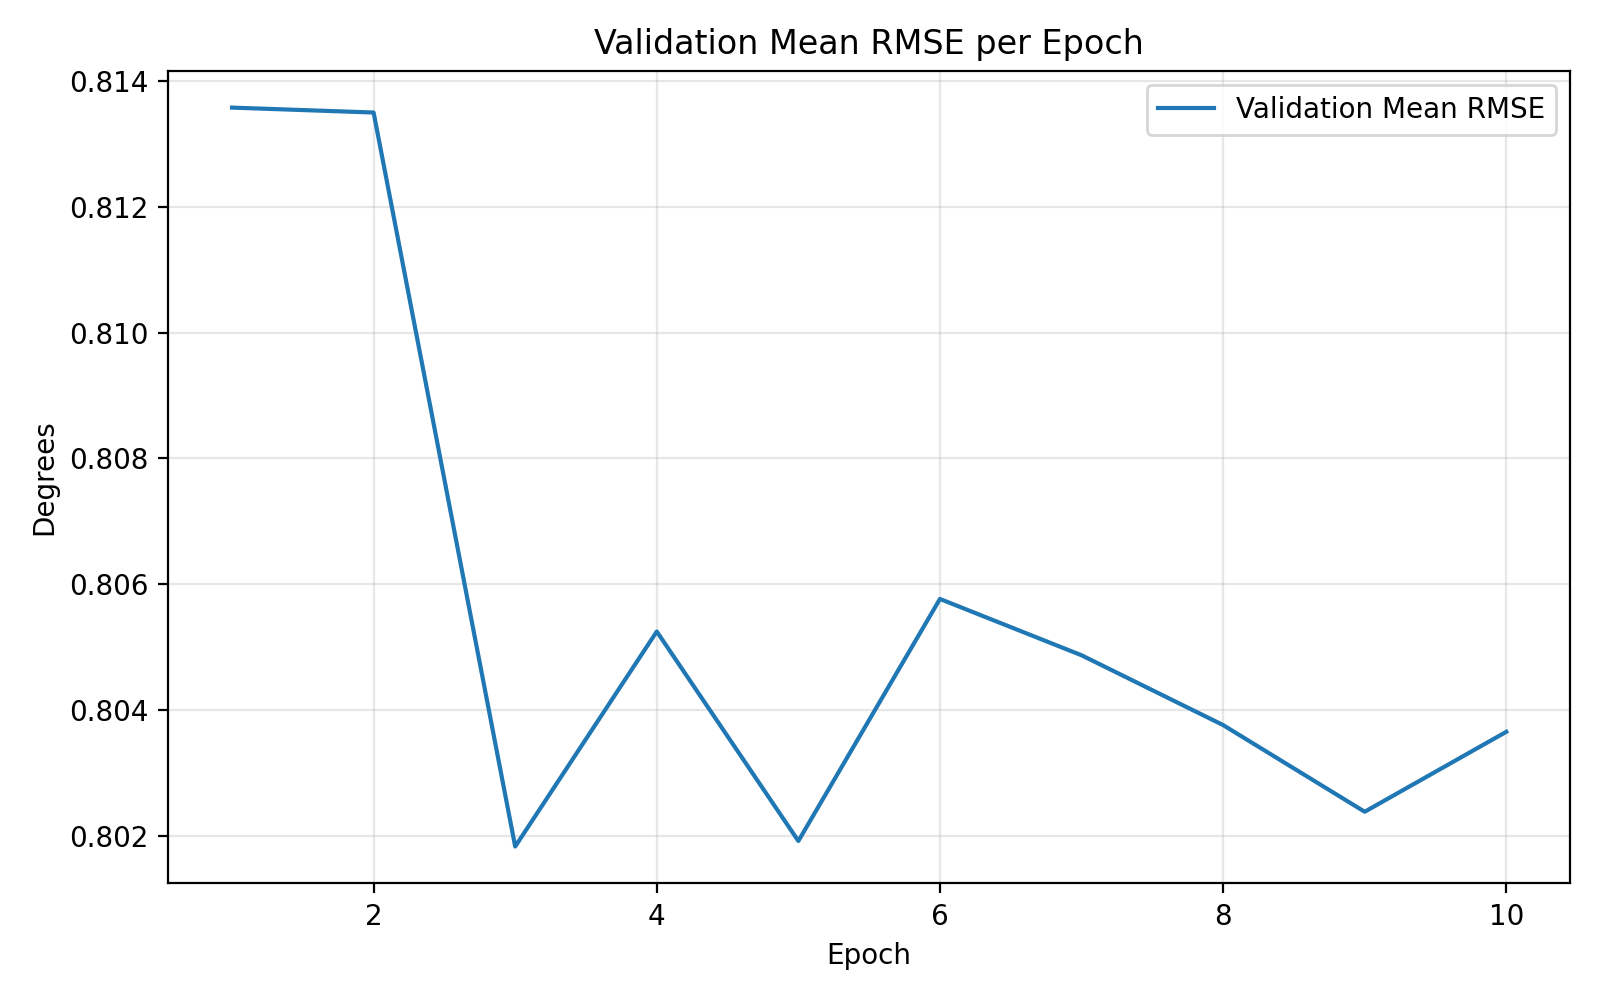 Validation Mean RMSE per Epoch
Validation Mean RMSE
0.814
0.812
0.810
0.808
0.806
0.804
0.802
Degrees
2 4 6 8 10
Epoch